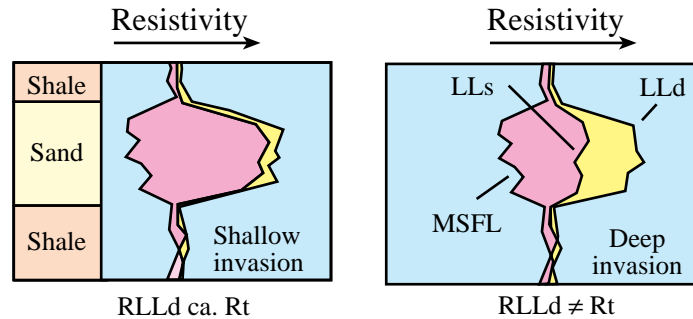 Resistivity
Shale
Sand
Shale
Shallow
invasion
RLLd ca. Rt
Resistivity
LLs
LLd
MSFL
Deep
invasion
RLLd ≠ Rt